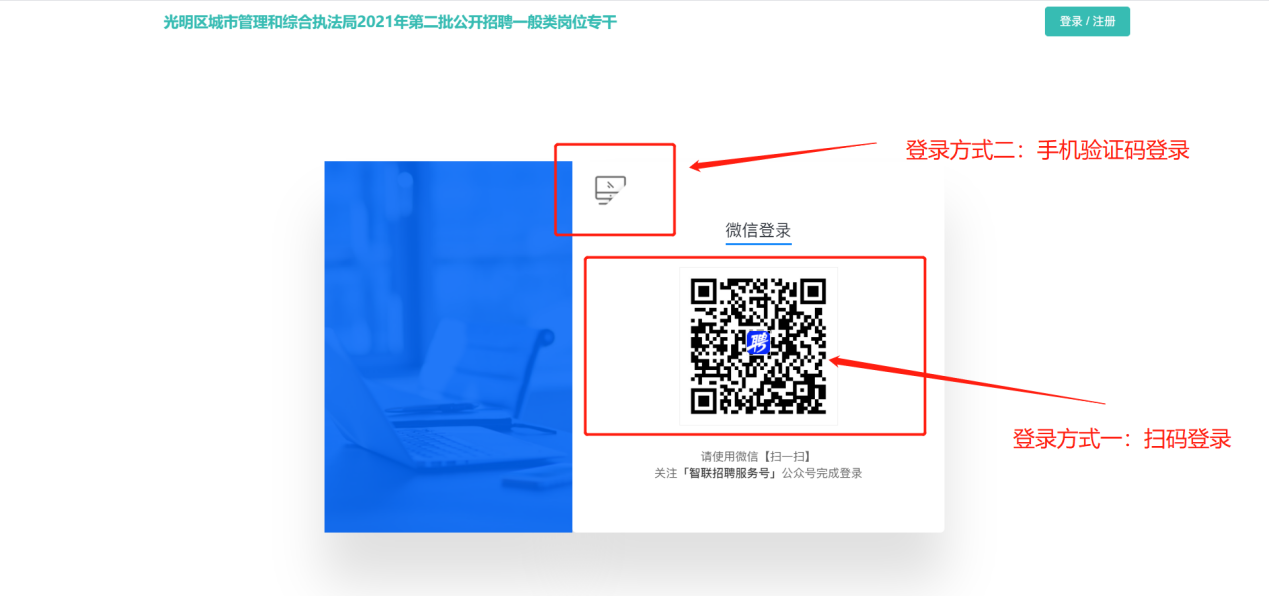 光明区城市管理和综合执法局2021年第二批公开招聘一般类岗位专干
登录 / 注册
登录方式二：手机验证码登录
微信登录
聘
登录方式一：扫码登录
请使用微信【扫一扫】
关注「智联招聘服务号」公众号完成登录